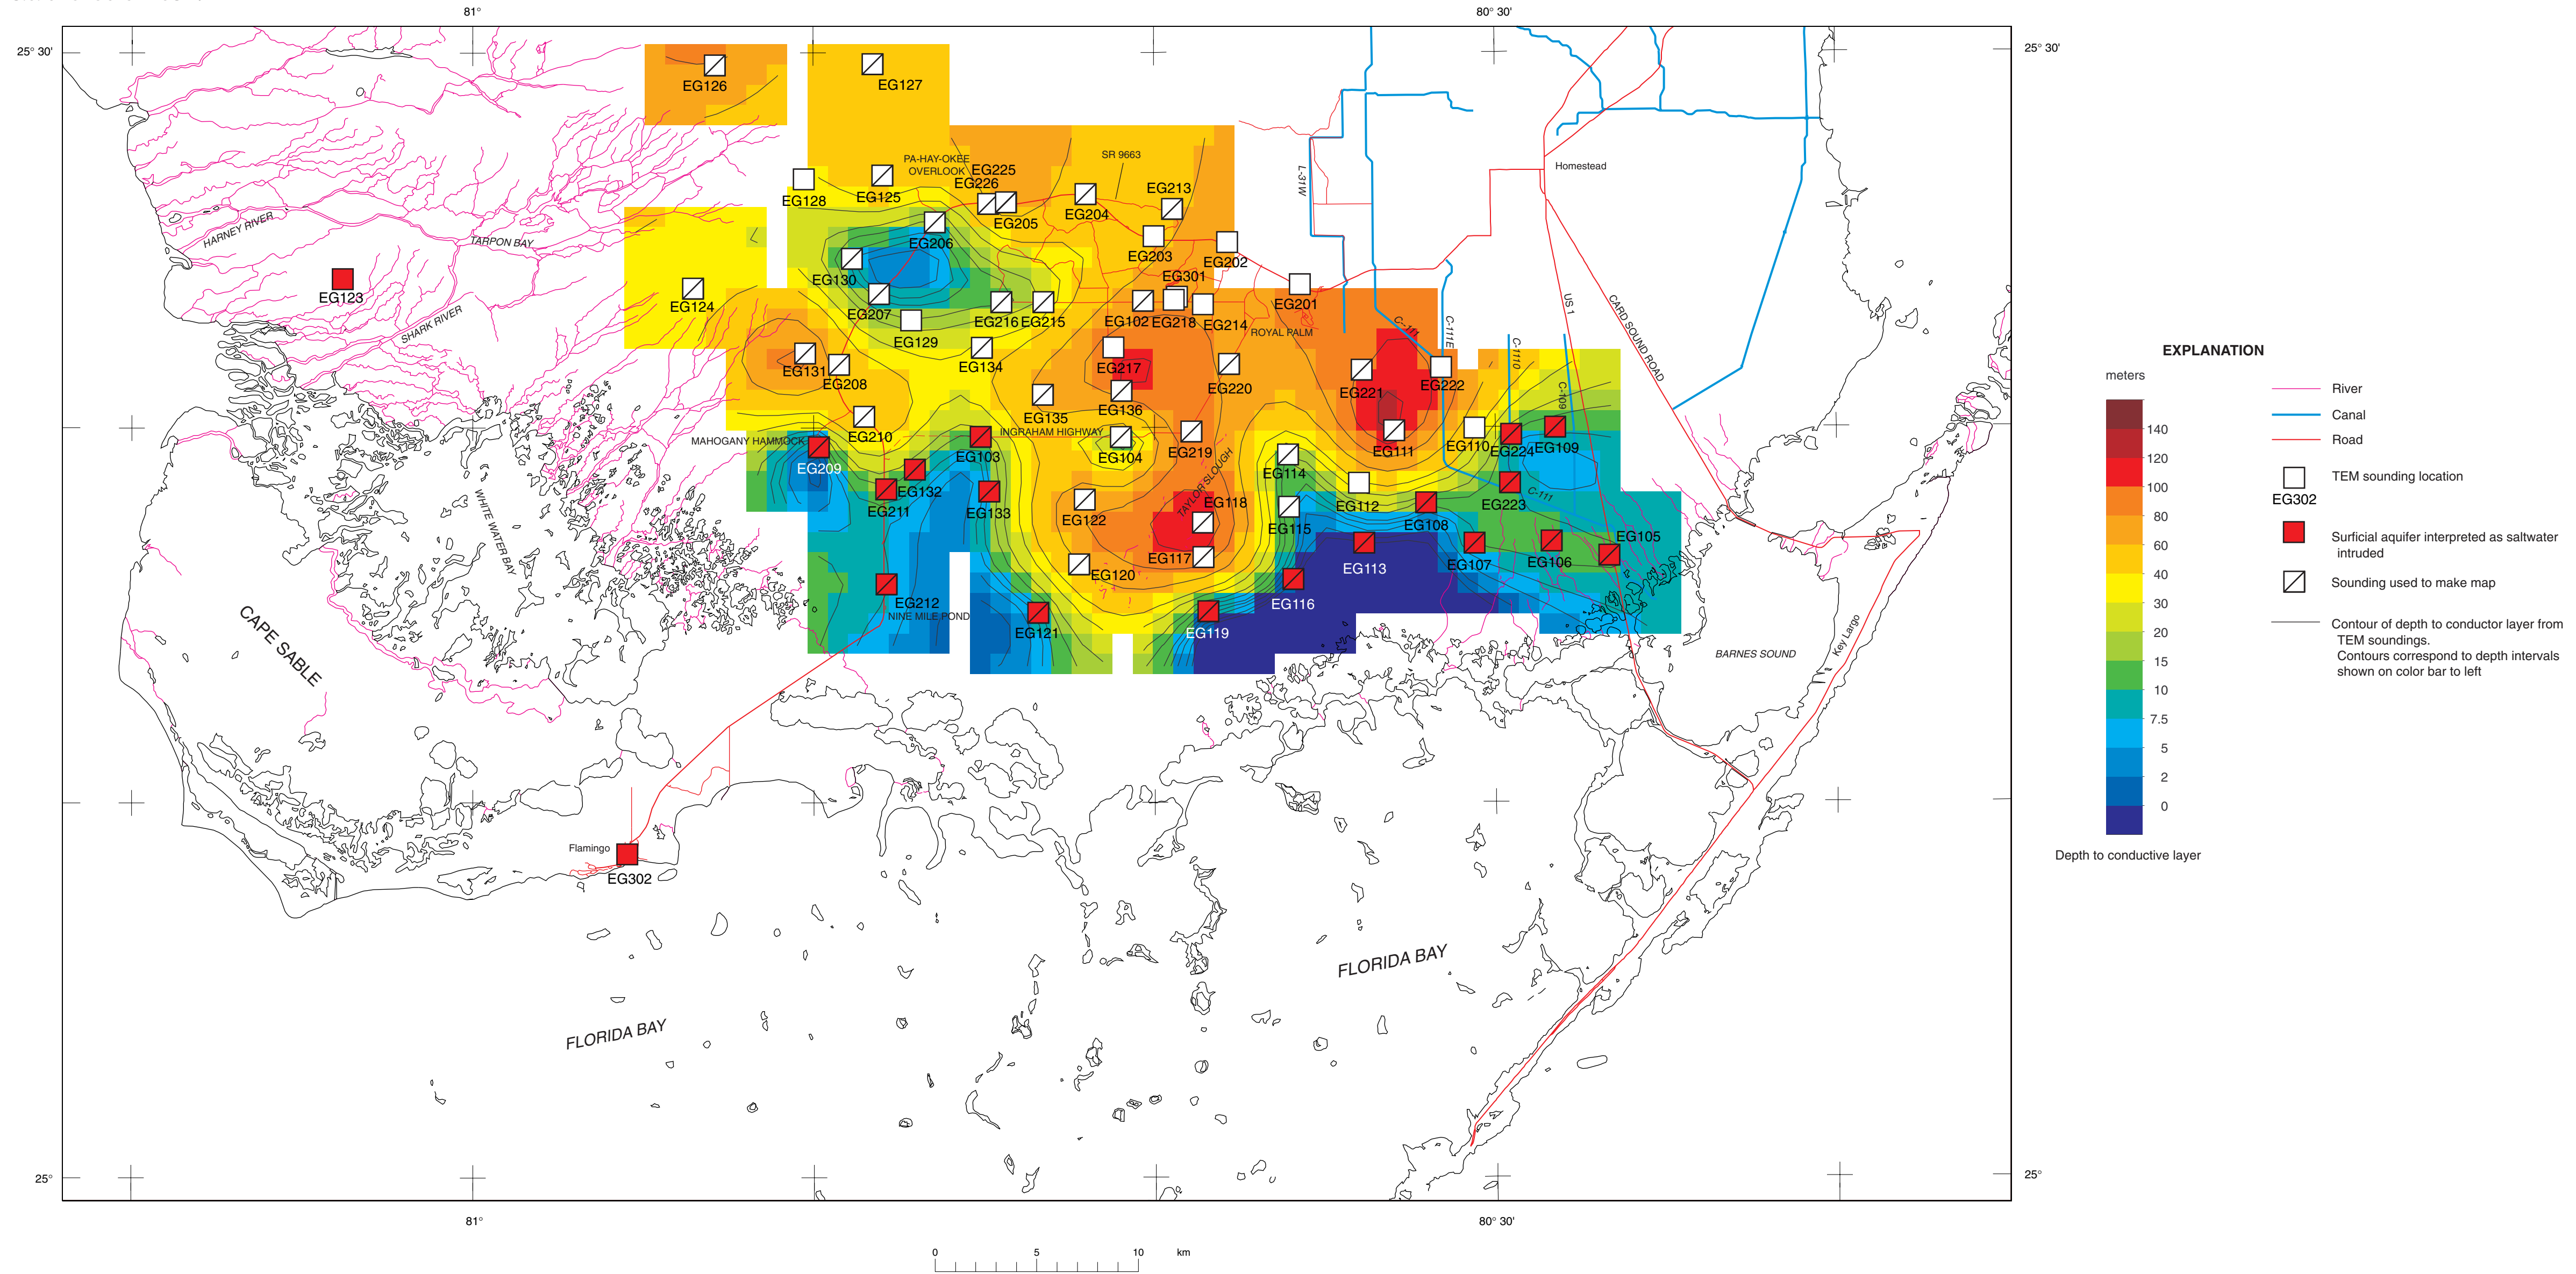 81°
80° 30'
25° 30'
25° 30'
EG126
EG127
PA-HAY-OKEE
OVERLOOK
SR 9663
EG225
EG226
EG128
EG125
EG205
EG204
EG213
L-31W
Homestead
HARNEY RIVER
TARPON BAY
EG206
EG203
EG202
EG123
EG124
EG130
EG301
EG201
SHARK RIVER
EG207
EG216
EG215
EG102
EG218
EG214
ROYAL PALM
C-111
C-111E
US 1
CARD SOUND ROAD
EG129
EG131
EG208
EG134
EG217
EG220
EG221
EG222
C-1110
C-109
EG135
EG136
EG210
MAHOGANY HAMMOCK
INGRAHAM HIGHWAY
EG103
EG104
EG219
EG111
EG110
EG224
EG109
EG209
EG132
EG211
EG133
EG114
EG112
EG108
EG223
C-111
WHITE WATER BAY
TAYLOR SLOUGH
EG122
EG118
EG115
EG117
EG113
EG107
EG106
EG105
EG120
EG212
NINE MILE POND
EG121
EG116
EG119
CAPE SABLE
BARNES SOUND
Key Largo
Flamingo
EG302
FLORIDA BAY
FLORIDA BAY
25°
25°
81°
80° 30'
0
5
10
km
EXPLANATION
meters
140
120
100
80
60
40
30
20
15
10
7.5
5
2
0
Depth to conductive layer
River
Canal
Road
TEM sounding location
EG302
Surficial aquifer interpreted as saltwater
intruded
Sounding used to make map
Contour of depth to conductor layer from
TEM soundings.
Contours correspond to depth intervals
shown on color bar to left